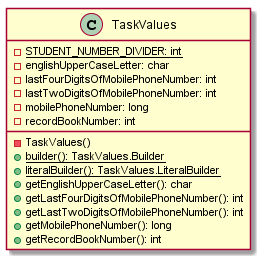 C TaskValues
STUDENT_NUMBER_DIVIDER: int
englishUpperCaseLetter: char
lastFourDigitsOfMobilePhoneNumber: int
lastTwoDigitsOfMobilePhoneNumber: int
mobilePhoneNumber: long
recordBookNumber: int
TaskValues()
builder(): TaskValues.Builder
literalBuilder(): TaskValues.LiteralBuilder
getEnglishUpperCaseLetter(): char
getLastFourDigitsOfMobilePhoneNumber(): int
getLastTwoDigitsOfMobilePhoneNumber(): int
getMobilePhoneNumber(): long
getRecordBookNumber(): int